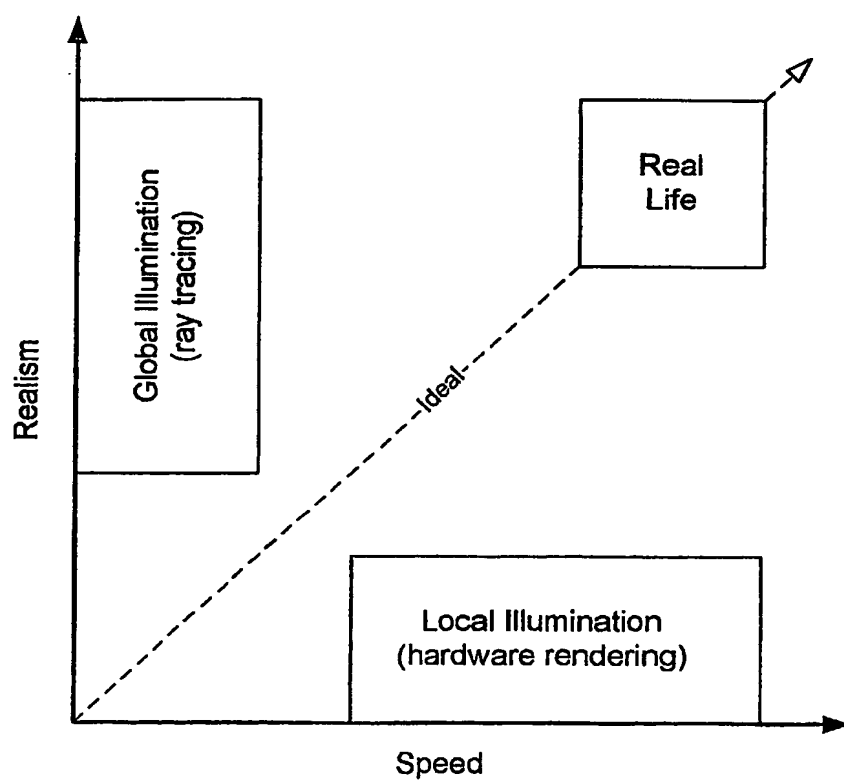 Real
Life
Global Illumination
(ray tracing)
Realism
Ideal
Local Illumination
(hardware rendering)
Speed